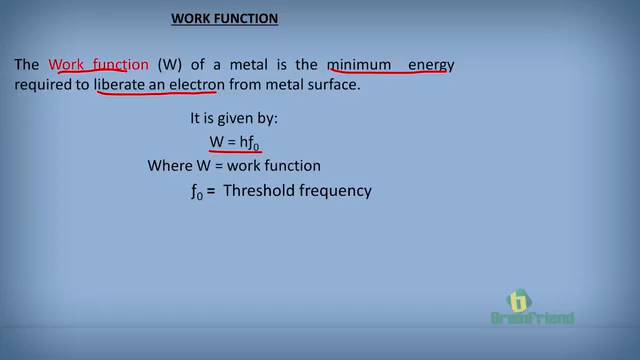 WORK FUNCTION
The Work function (W) of a metal is the minimum energy
required to liberate an electron from metal surface.
It is given by:
W = hƒ₀
Where W = work function
ƒ₀ = Threshold frequency
b
Brainfriend